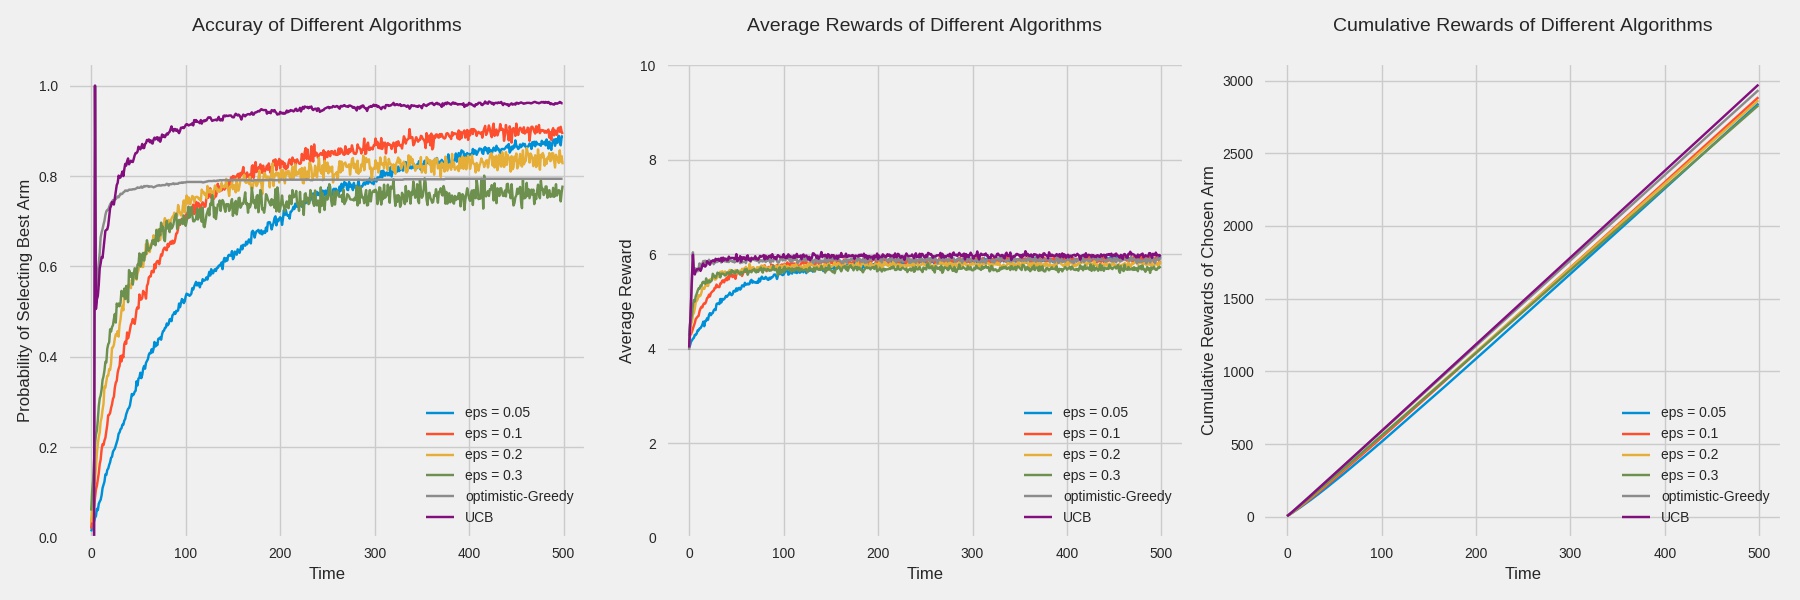 Accuray of Different Algorithms
Probability of Selecting Best Arm
1.0
0.8
0.6
0.4
0.2
0.0
0 100 200 300 400 500
Time
eps = 0.05
eps = 0.1
eps = 0.2
eps = 0.3
optimistic-Greedy
UCB
Average Rewards of Different Algorithms
Average Reward
10
8
6
4
2
0
0 100 200 300 400 500
Time
eps = 0.05
eps = 0.1
eps = 0.2
eps = 0.3
optimistic-Greedy
UCB
Cumulative Rewards of Different Algorithms
Cumulative Rewards of Chosen Arm
3000
2500
2000
1500
1000
500
0
0 100 200 300 400 500
Time
eps = 0.05
eps = 0.1
eps = 0.2
eps = 0.3
optimistic-Greedy
UCB